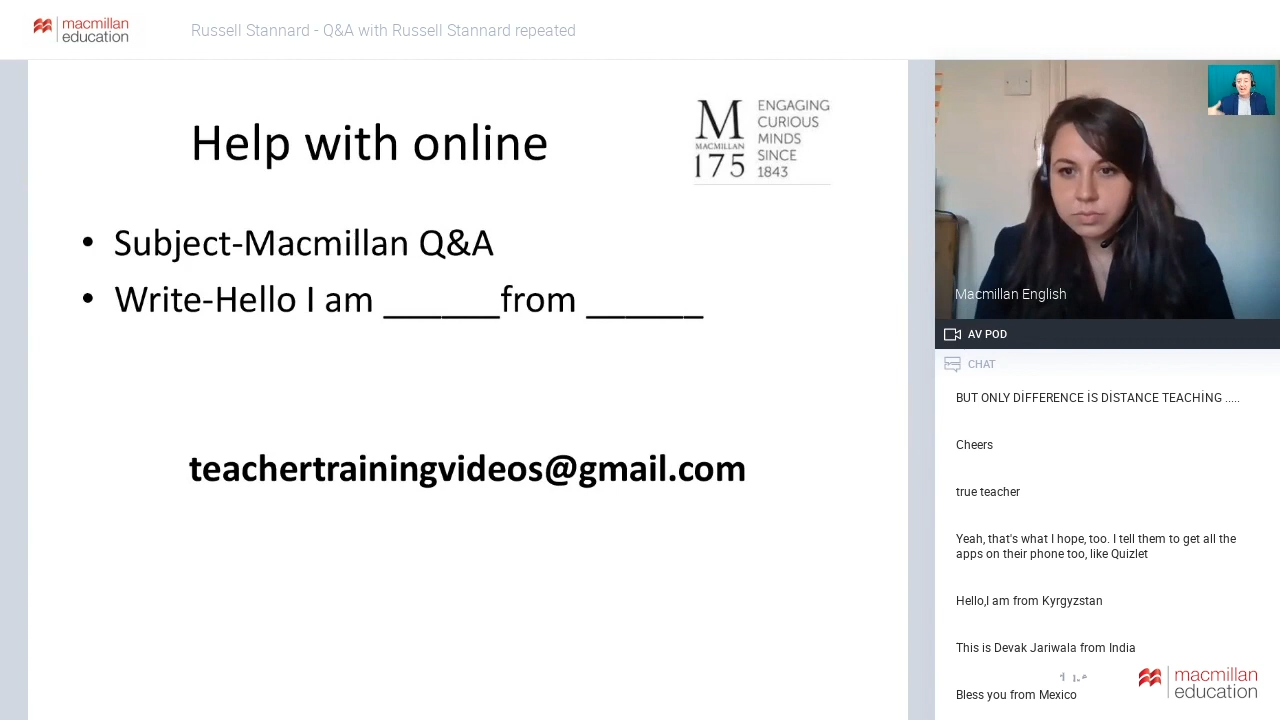 macmillan
education
Russell Stannard - Q&A with Russell Stannard repeated
Help with online
M
MACMILLAN
175
ENGAGING
CURIOUS
MINDS
SINCE
1843
• Subject-Macmillan Q&A
• Write-Hello I am ______from ______
teachertrainingvideos@gmail.com
Macmillan English
AV POD
CHAT
BUT ONLY DİFFERENCE İS DİSTANCE TEACHİNG .....
Cheers
true teacher
Yeah, that's what I hope, too. I tell them to get all the
apps on their phone too, like Quizlet
Hello,I am from Kyrgyzstan
This is Devak Jariwala from India
Bless you from Mexico
macmillan
education